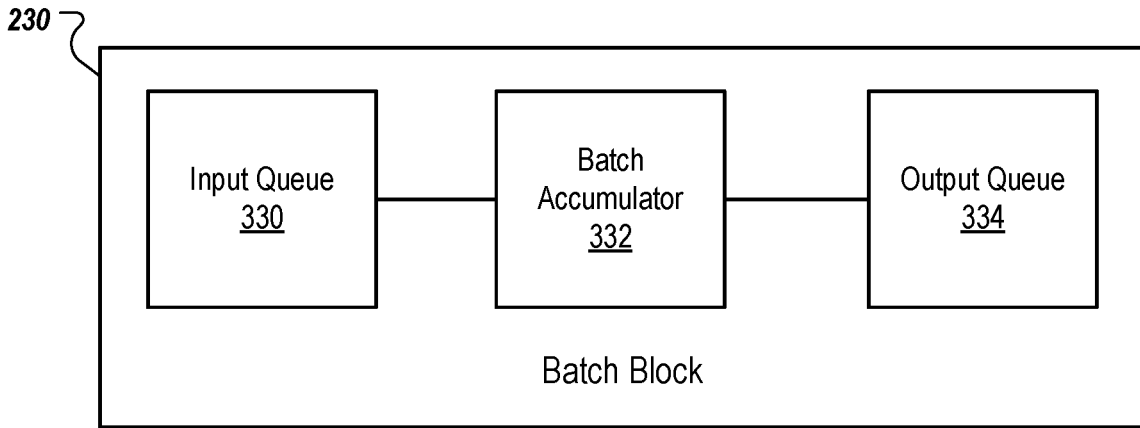 230
Input Queue
330
Batch
Accumulator
332
Output Queue
334
Batch Block